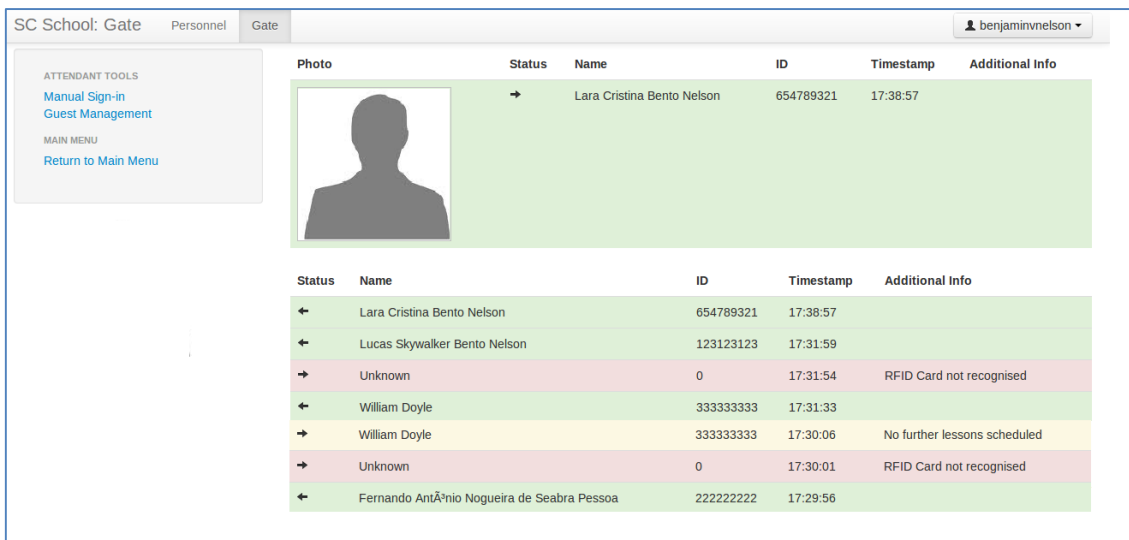 SC School: Gate Personnel Gate benjaminvnelson
ATTENDANT TOOLS
Manual Sign-in
Guest Management
MAIN MENU
Return to Main Menu
Photo Status Name ID Timestamp Additional Info
➔ Lara Cristina Bento Nelson 654789321 17:38:57
Status Name ID Timestamp Additional Info
← Lara Cristina Bento Nelson 654789321 17:38:57
← Lucas Skywalker Bento Nelson 123123123 17:31:59
➔ Unknown 0 17:31:54 RFID Card not recognised
← William Doyle 333333333 17:31:33
➔ William Doyle 333333333 17:30:06 No further lessons scheduled
➔ Unknown 0 17:30:01 RFID Card not recognised
← Fernando AntÃ³nio Nogueira de Seabra Pessoa 222222222 17:29:56